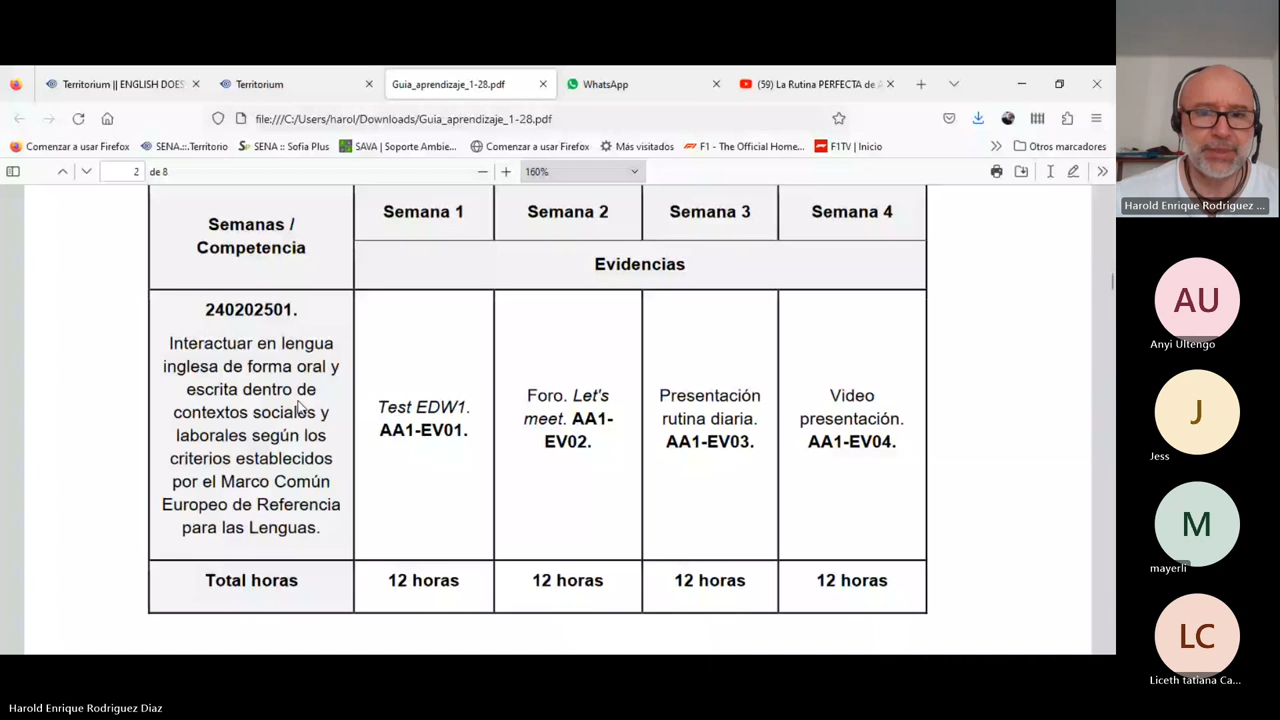 Territorium || ENGLISH DOES
Territorium
Guia_aprendizaje_1-28.pdf
WhatsApp
(59) La Rutina PERFECTA de
file:///C:/Users/harol/Downloads/Guia_aprendizaje_1-28.pdf
Comenzar a usar Firefox
SENA.::.Territorio
SENA :: Sofia Plus
SAVA | Soporte Ambie...
Comenzar a usar Firefox
Más visitados
F1 - The Official Home...
F1TV | Inicio
Otros marcadores
2
de 8
160%
Semanas /
Competencia
Semana 1
Semana 2
Semana 3
Semana 4
Evidencias
240202501.
Interactuar en lengua
inglesa de forma oral y
escrita dentro de
contextos sociales y
laborales según los
criterios establecidos
por el Marco Común
Europeo de Referencia
para las Lenguas.
Test EDW1.
AA1-EV01.
Foro. Let's
meet. AA1-
EV02.
Presentación
rutina diaria.
AA1-EV03.
Video
presentación.
AA1-EV04.
Total horas
12 horas
12 horas
12 horas
12 horas
Harold Enrique Rodriguez ...
AU
Anyi Ultengo
J
Jess
M
mayerli
LC
Liceth tatiana Ca...
Harold Enrique Rodriguez Diaz